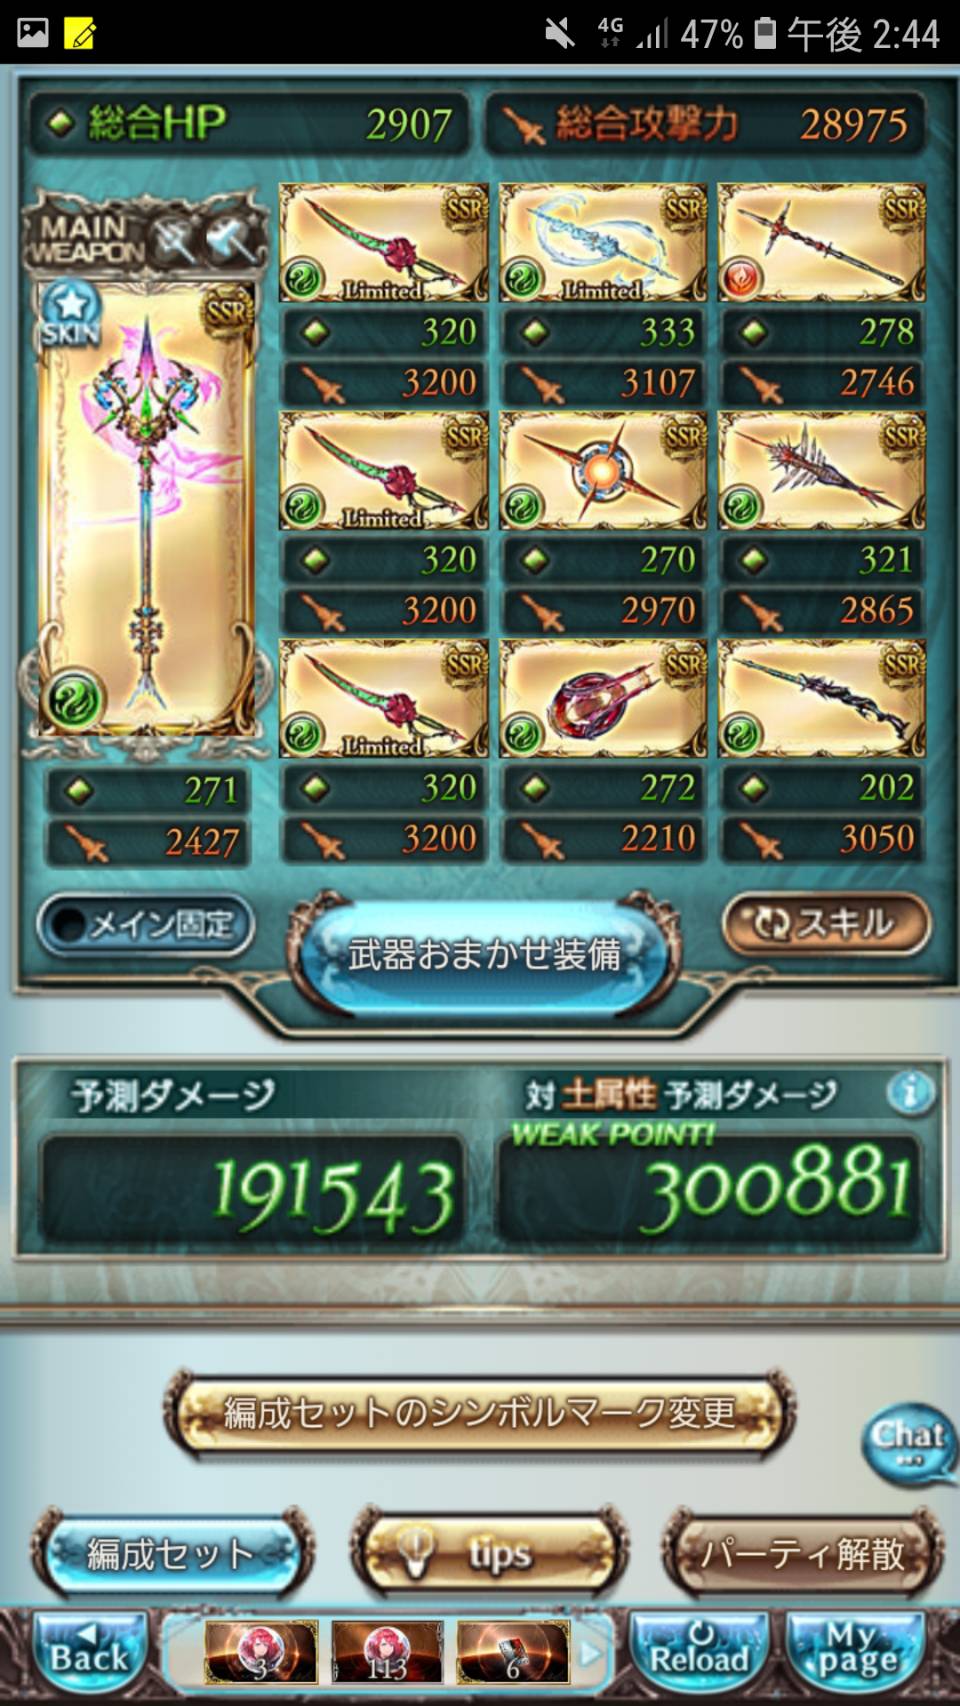 4G 47% 午後 2:44
総合HP 2907
総合攻撃力 28975
MAIN WEAPON
SKIN
SSR
271
2427
SSR
Limited
320
3200
SSR
Limited
333
3107
SSR
278
2746
SSR
Limited
320
3200
SSR
270
2970
SSR
321
2865
SSR
Limited
320
3200
SSR
272
2210
SSR
202
3050
メイン固定
武器おまかせ装備
スキル
予測ダメージ
191543
対 土属性 予測ダメージ
WEAK POINT!
300881
編成セットのシンボルマーク変更
Chat
編成セット
tips
パーティ解散
Back
3
113
6
Reload
My page